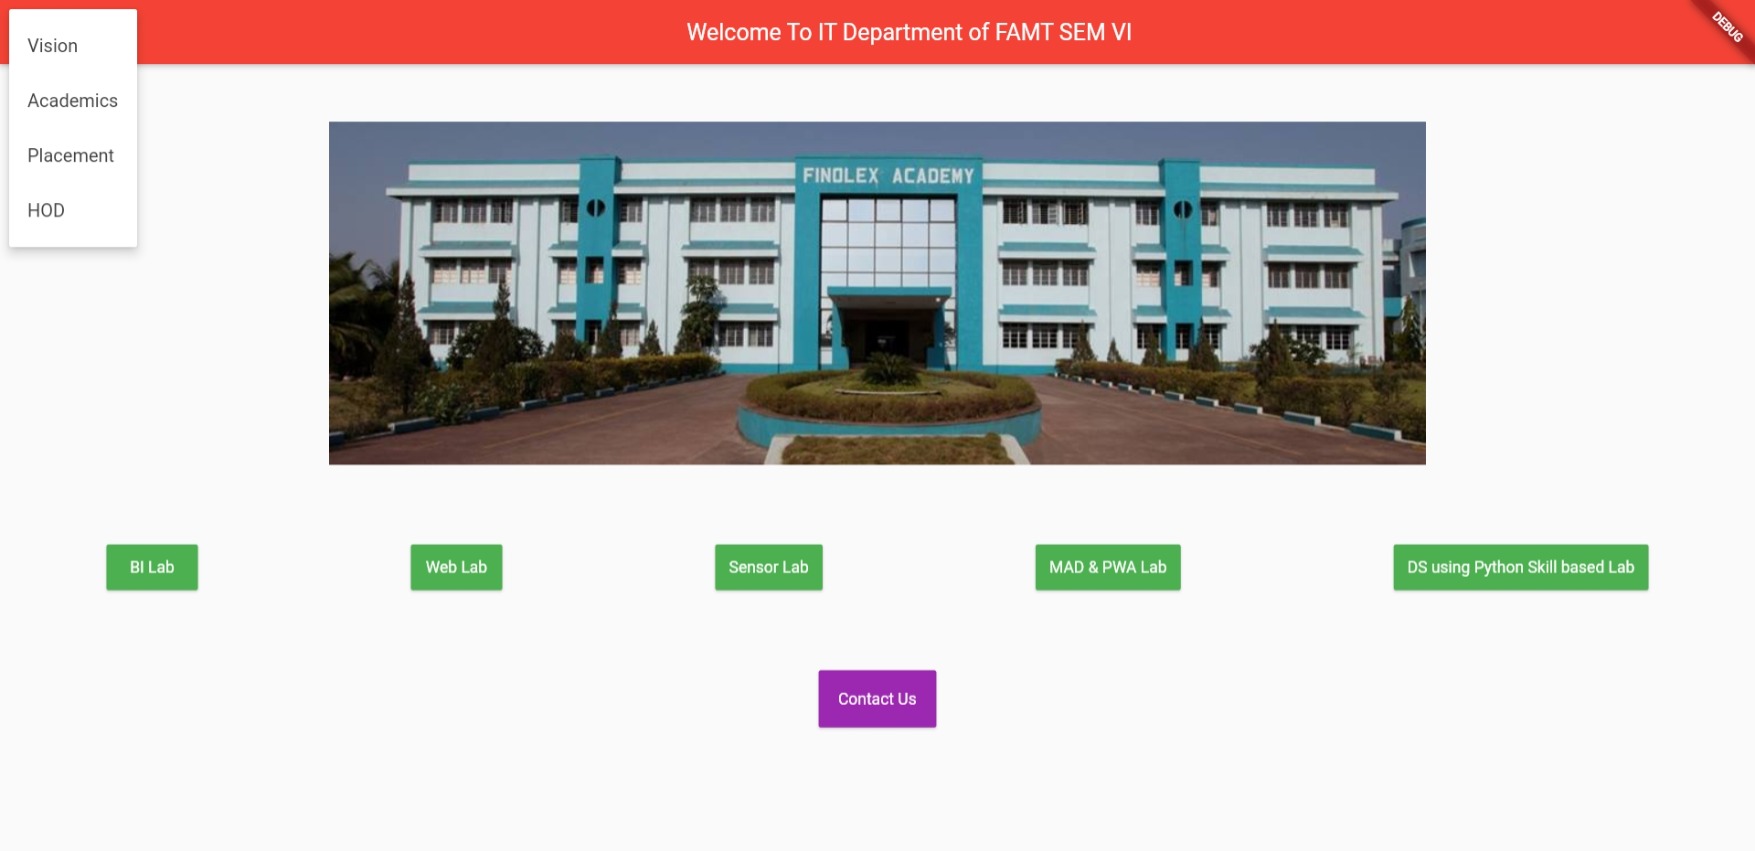 Welcome To IT Department of FAMT SEM VI
DEBUG
Vision
Academics
Placement
HOD
FINOLEX ACADEMY
BI Lab
Web Lab
Sensor Lab
MAD & PWA Lab
DS using Python Skill based Lab
Contact Us